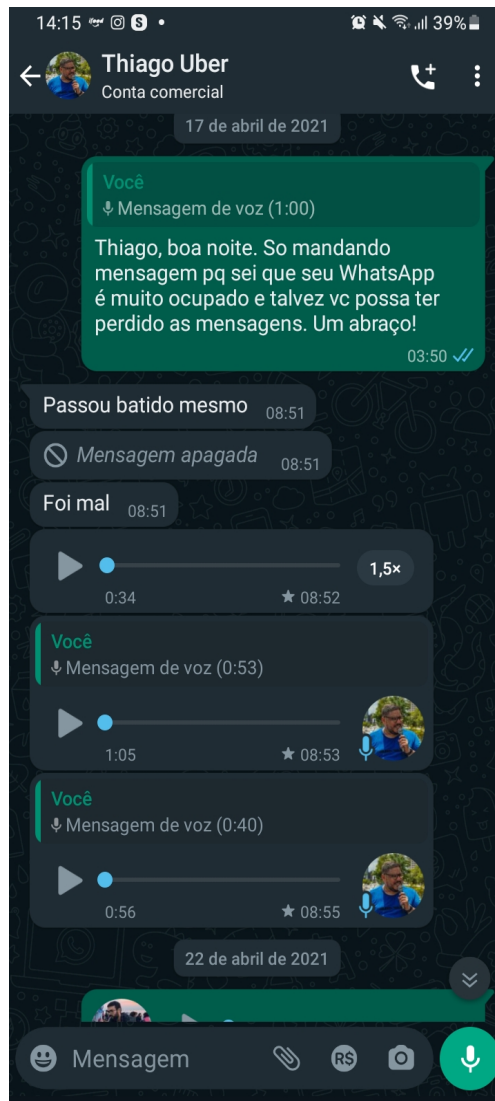 14:15
39%
Thiago Uber
Conta comercial
17 de abril de 2021
Você
Mensagem de voz (1:00)
Thiago, boa noite. So mandando
mensagem pq sei que seu WhatsApp
é muito ocupado e talvez vc possa ter
perdido as mensagens. Um abraço!
03:50
Passou batido mesmo 08:51
Mensagem apagada 08:51
Foi mal 08:51
1,5×
0:34 08:52
Você
Mensagem de voz (0:53)
1:05 08:53
Você
Mensagem de voz (0:40)
0:56 08:55
22 de abril de 2021
Mensagem R$